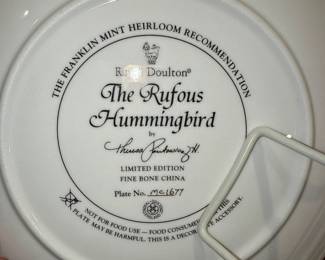 THE FRANKLIN MINT HEIRLOOM RECOMMENDATION
Doulton®
The Rufous
Hummingbird
by
LIMITED EDITION
FINE BONE CHINA
Plate No. MC1677
NOT FOR FOOD USE — FOOD CONSUMED
PLATE MAY BE HARMFUL. THIS IS A DECOR ACCESSORY.